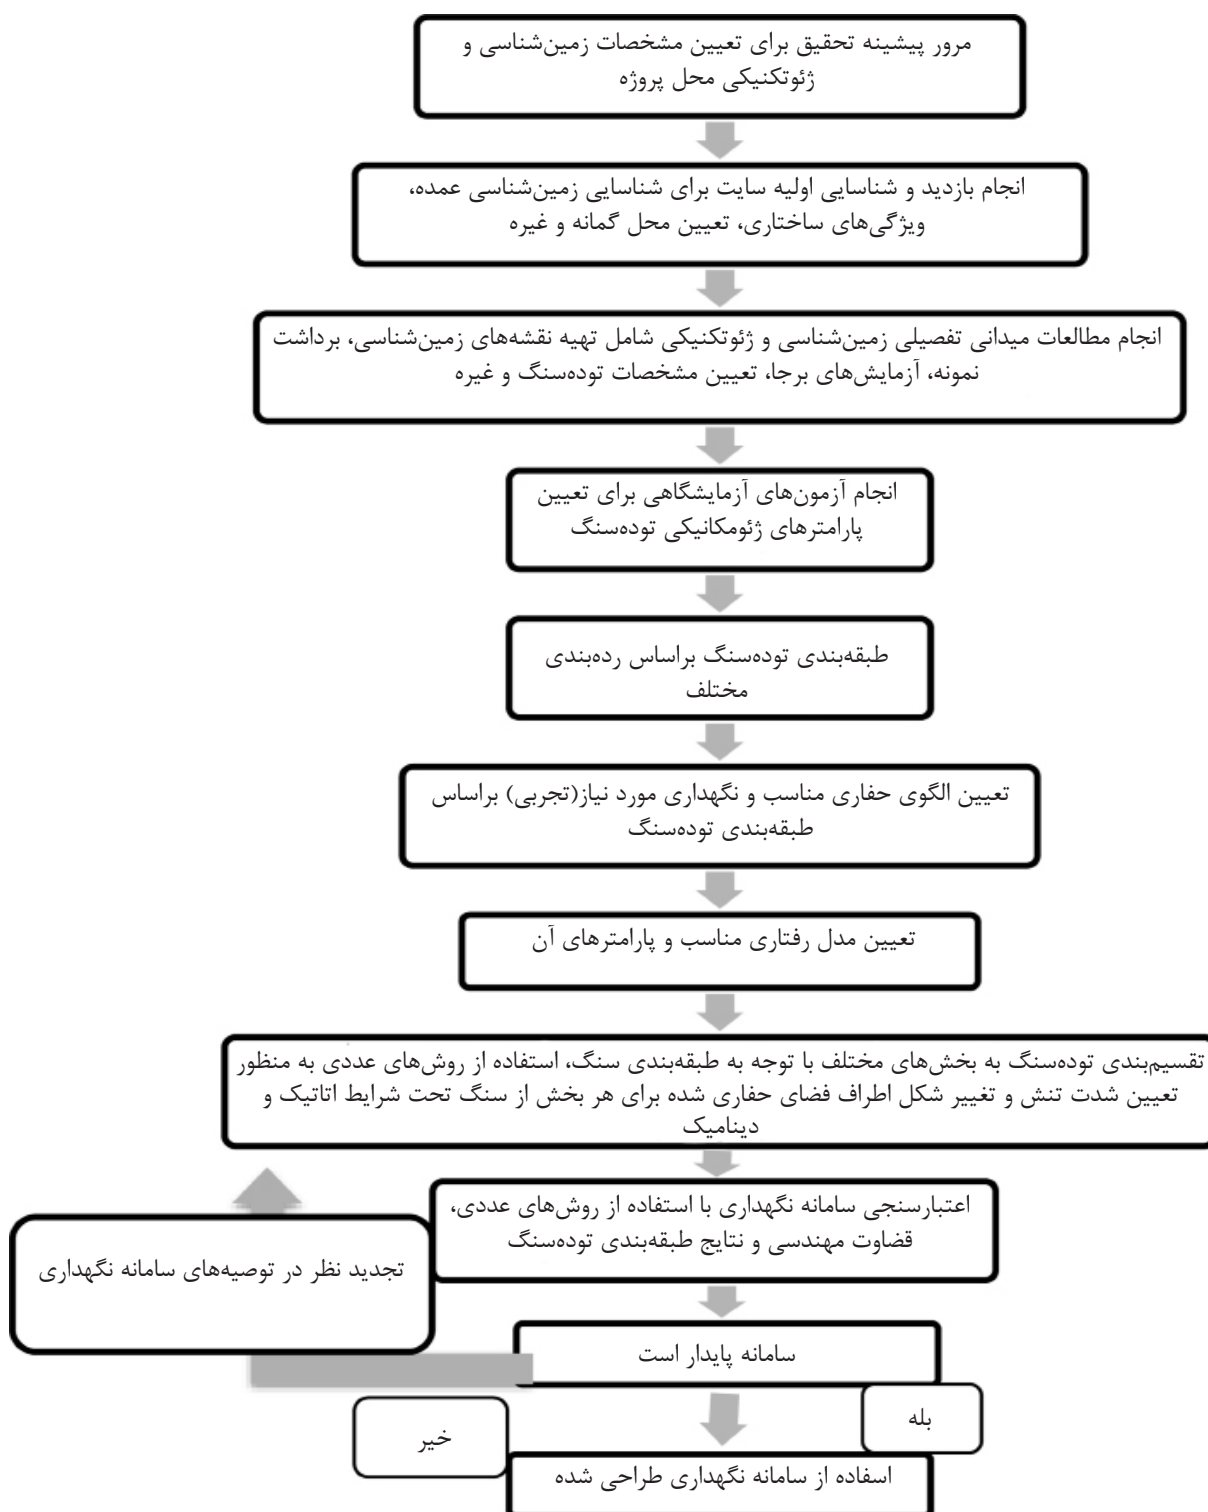 مرور پیشینه تحقیق برای تعیین مشخصات زمین‌شناسی و
ژئوتکنیکی محل پروژه
انجام بازدید و شناسایی اولیه سایت برای شناسایی زمین‌شناسی عمده،
ویژگی‌های ساختاری، تعیین محل گمانه و غیره
انجام مطالعات میدانی تفصیلی زمین‌شناسی و ژئوتکنیکی شامل تهیه نقشه‌های زمین‌شناسی، برداشت
نمونه، آزمایش‌های برجا، تعیین مشخصات توده‌سنگ و غیره
انجام آزمون‌های آزمایشگاهی برای تعیین
پارامترهای ژئومکانیکی توده‌سنگ
طبقه‌بندی توده‌سنگ براساس رده‌بندی
مختلف
تعیین الگوی حفاری مناسب و نگهداری مورد نیاز(تجربی) براساس
طبقه‌بندی توده‌سنگ
تعیین مدل رفتاری مناسب و پارامترهای آن
تقسیم‌بندی توده‌سنگ به بخش‌های مختلف با توجه به طبقه‌بندی سنگ، استفاده از روش‌های عددی به منظور
تعیین شدت تنش و تغییر شکل اطراف فضای حفاری شده برای هر بخش از سنگ تحت شرایط اتاتیک و
دینامیک
اعتبارسنجی سامانه نگهداری با استفاده از روش‌های عددی،
قضاوت مهندسی و نتایج طبقه‌بندی توده‌سنگ
تجدید نظر در توصیه‌های سامانه نگهداری
سامانه پایدار است
بله
خیر
اسفاده از سامانه نگهداری طراحی شده